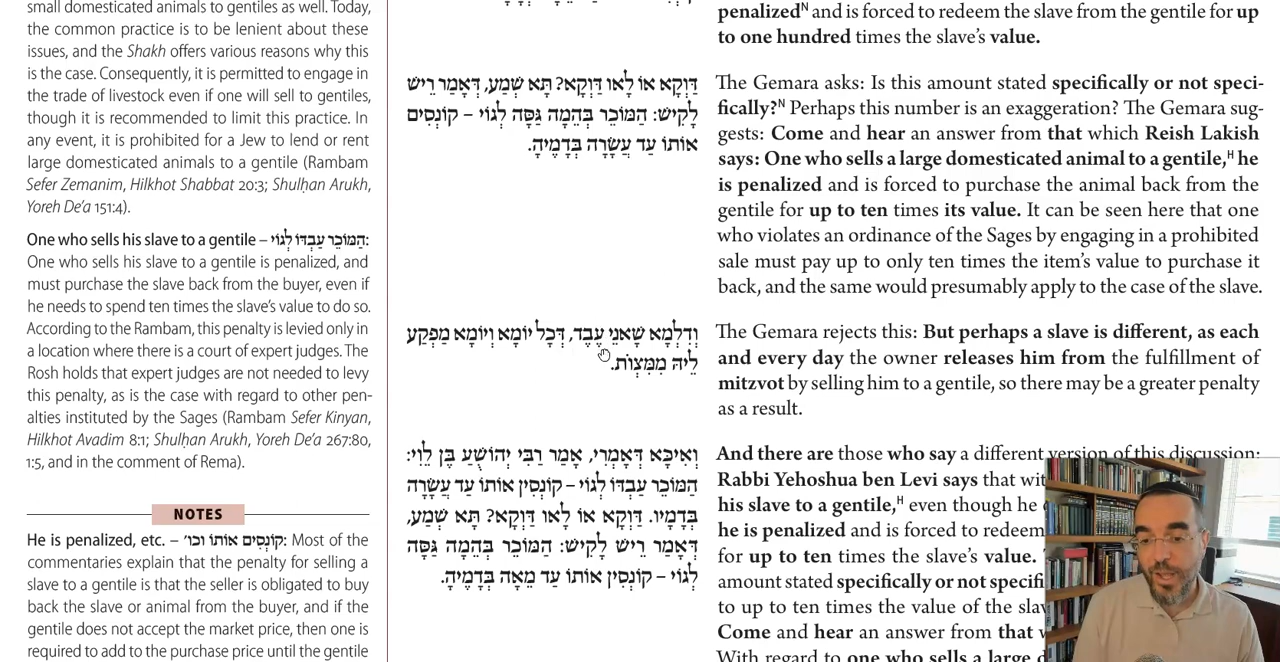 small domesticated animals to gentiles as well. Today,
the common practice is to be lenient about these
issues, and the Shakh offers various reasons why this
is the case. Consequently, it is permitted to engage in
the trade of livestock even if one will sell to gentiles,
though it is recommended to limit this practice. In
any event, it is prohibited for a Jew to lend or rent
large domesticated animals to a gentile (Rambam
Sefer Zemanim, Hilkhot Shabbat 20:3; Shulḥan Arukh,
Yoreh De'a 151:4).
One who sells his slave to a gentile – הַמּוֹכֵר עַבְדּוֹ לְגוֹי:
One who sells his slave to a gentile is penalized, and
must purchase the slave back from the buyer, even if
he needs to spend ten times the slave's value to do so.
According to the Rambam, this penalty is levied only in
a location where there is a court of expert judges. The
Rosh holds that expert judges are not needed to levy
this penalty, as is the case with regard to other pen-
alties instituted by the Sages (Rambam Sefer Kinyan,
Hilkhot Avadim 8:1; Shulḥan Arukh, Yoreh De'a 267:80,
1:5, and in the comment of Rema).
NOTES
He is penalized, etc. – קוֹנְסִים אוֹתוֹ וכו׳: Most of the
commentaries explain that the penalty for selling a
slave to a gentile is that the seller is obligated to buy
back the slave or animal from the buyer, and if the
gentile does not accept the market price, then one is
required to add to the purchase price until the gentile
דַּוְקָא אוֹ לָאו דַּוְקָא? תָּא שְׁמַע, דְּאָמַר רֵישׁ
לָקִישׁ: הַמּוֹכֵר בְּהֵמָה גַּסָּה לְגוֹי – קוֹנְסִים
אוֹתוֹ עַד עֲשָׂרָה בְּדָמֶיהָ.
וְדִלְמָא שָׁאנֵי עֶבֶד, דְּכָל יוֹמָא וְיוֹמָא מַפְקַע
לֵיהּ מִמִּצְוֹת.
וְאִיכָּא דְּאָמְרִי, אָמַר רַבִּי יְהוֹשֻׁעַ בֶּן לֵוִי:
הַמּוֹכֵר עַבְדּוֹ לְגוֹי – קוֹנְסִין אוֹתוֹ עַד עֲשָׂרָה
בְּדָמָיו. דַּוְקָא אוֹ לָאו דַּוְקָא? תָּא שְׁמַע,
דְּאָמַר רֵישׁ לָקִישׁ: הַמּוֹכֵר בְּהֵמָה גַּסָּה
לְגוֹי – קוֹנְסִין אוֹתוֹ עַד מֵאָה בְּדָמֶיהָ.
penalizedN and is forced to redeem the slave from the gentile for up
to one hundred times the slave's value.
The Gemara asks: Is this amount stated specifically or not speci-
fically?N Perhaps this number is an exaggeration? The Gemara sug-
gests: Come and hear an answer from that which Reish Lakish
says: One who sells a large domesticated animal to a gentile,H he
is penalized and is forced to purchase the animal back from the
gentile for up to ten times its value. It can be seen here that one
who violates an ordinance of the Sages by engaging in a prohibited
sale must pay up to only ten times the item's value to purchase it
back, and the same would presumably apply to the case of the slave.
The Gemara rejects this: But perhaps a slave is different, as each
and every day the owner releases him from the fulfillment of
mitzvot by selling him to a gentile, so there may be a greater penalty
as a result.
And there are those who say a different version of this discussion:
Rabbi Yehoshua ben Levi says that
his slave to a gentile,H even though he
he is penalized and is forced to redeem
for up to ten times the slave's value.
amount stated specifically or not
to up to ten times the value of the
Come and hear an answer from that
With regard to one who sells a large